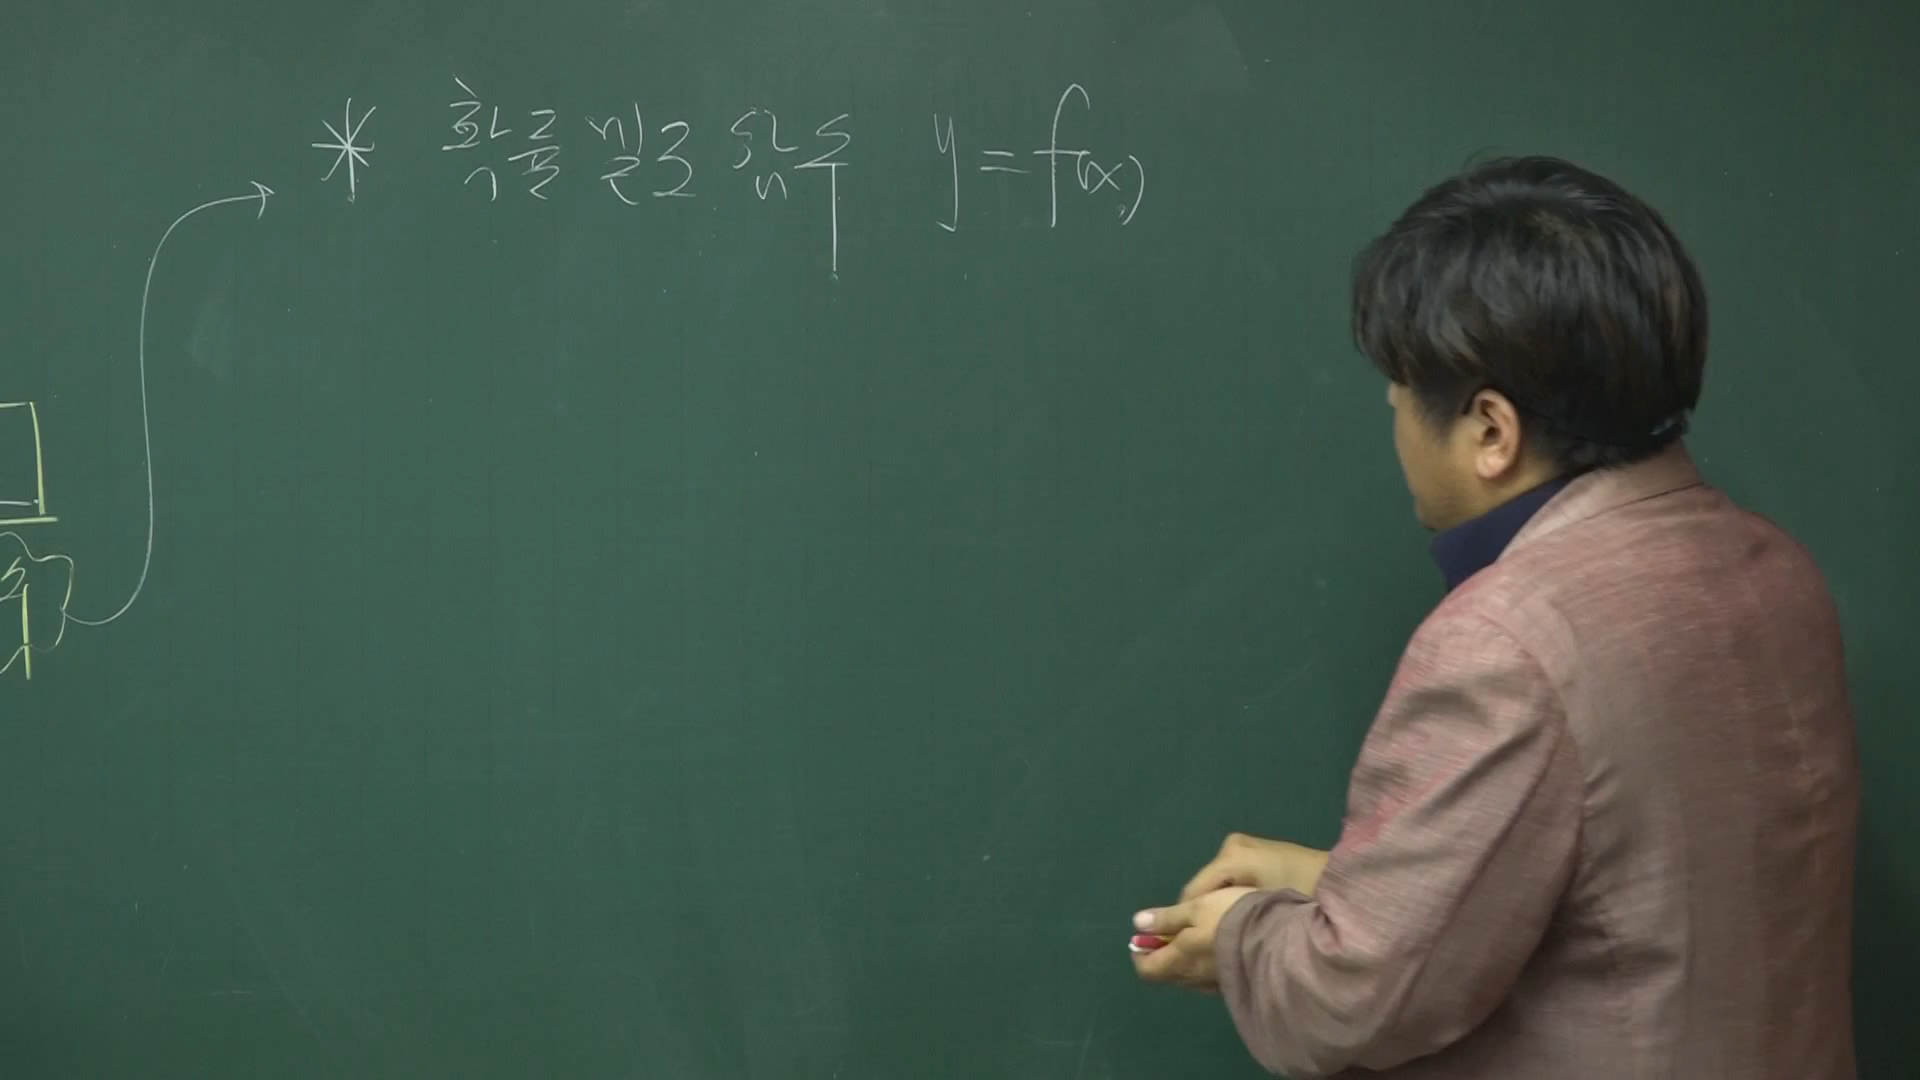 * 확률 밀도 함수 y = f(x)